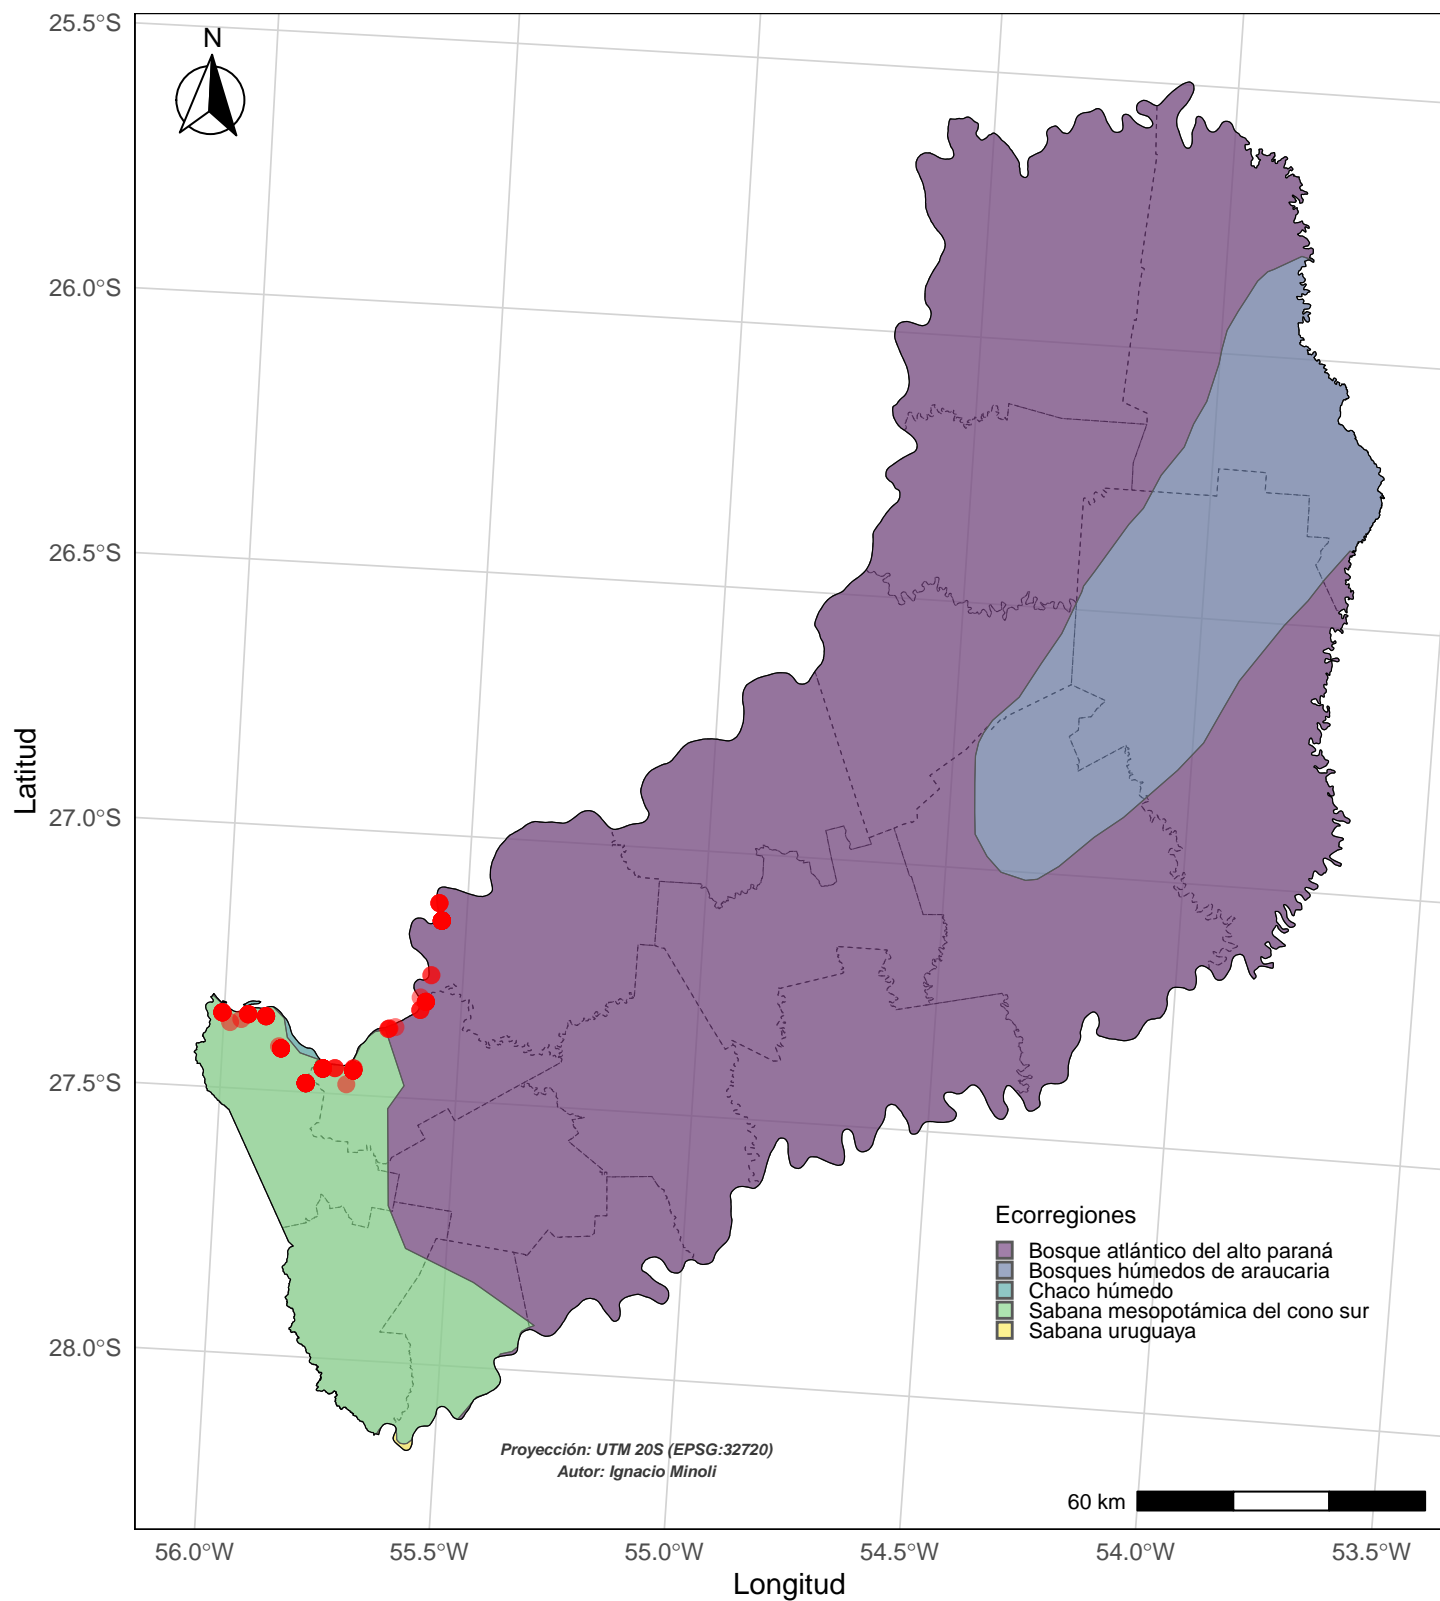 25.5°S
N
26.0°S
26.5°S
27.0°S
27.5°S
28.0°S
Latitud
Ecorregiones
Bosque atlántico del alto paraná
Bosques húmedos de araucaria
Chaco húmedo
Sabana mesopotámica del cono sur
Sabana uruguaya
Proyección: UTM 20S (EPSG:32720)
Autor: Ignacio Minoli
60 km
56.0°W
55.5°W
55.0°W
54.5°W
54.0°W
53.5°W
Longitud